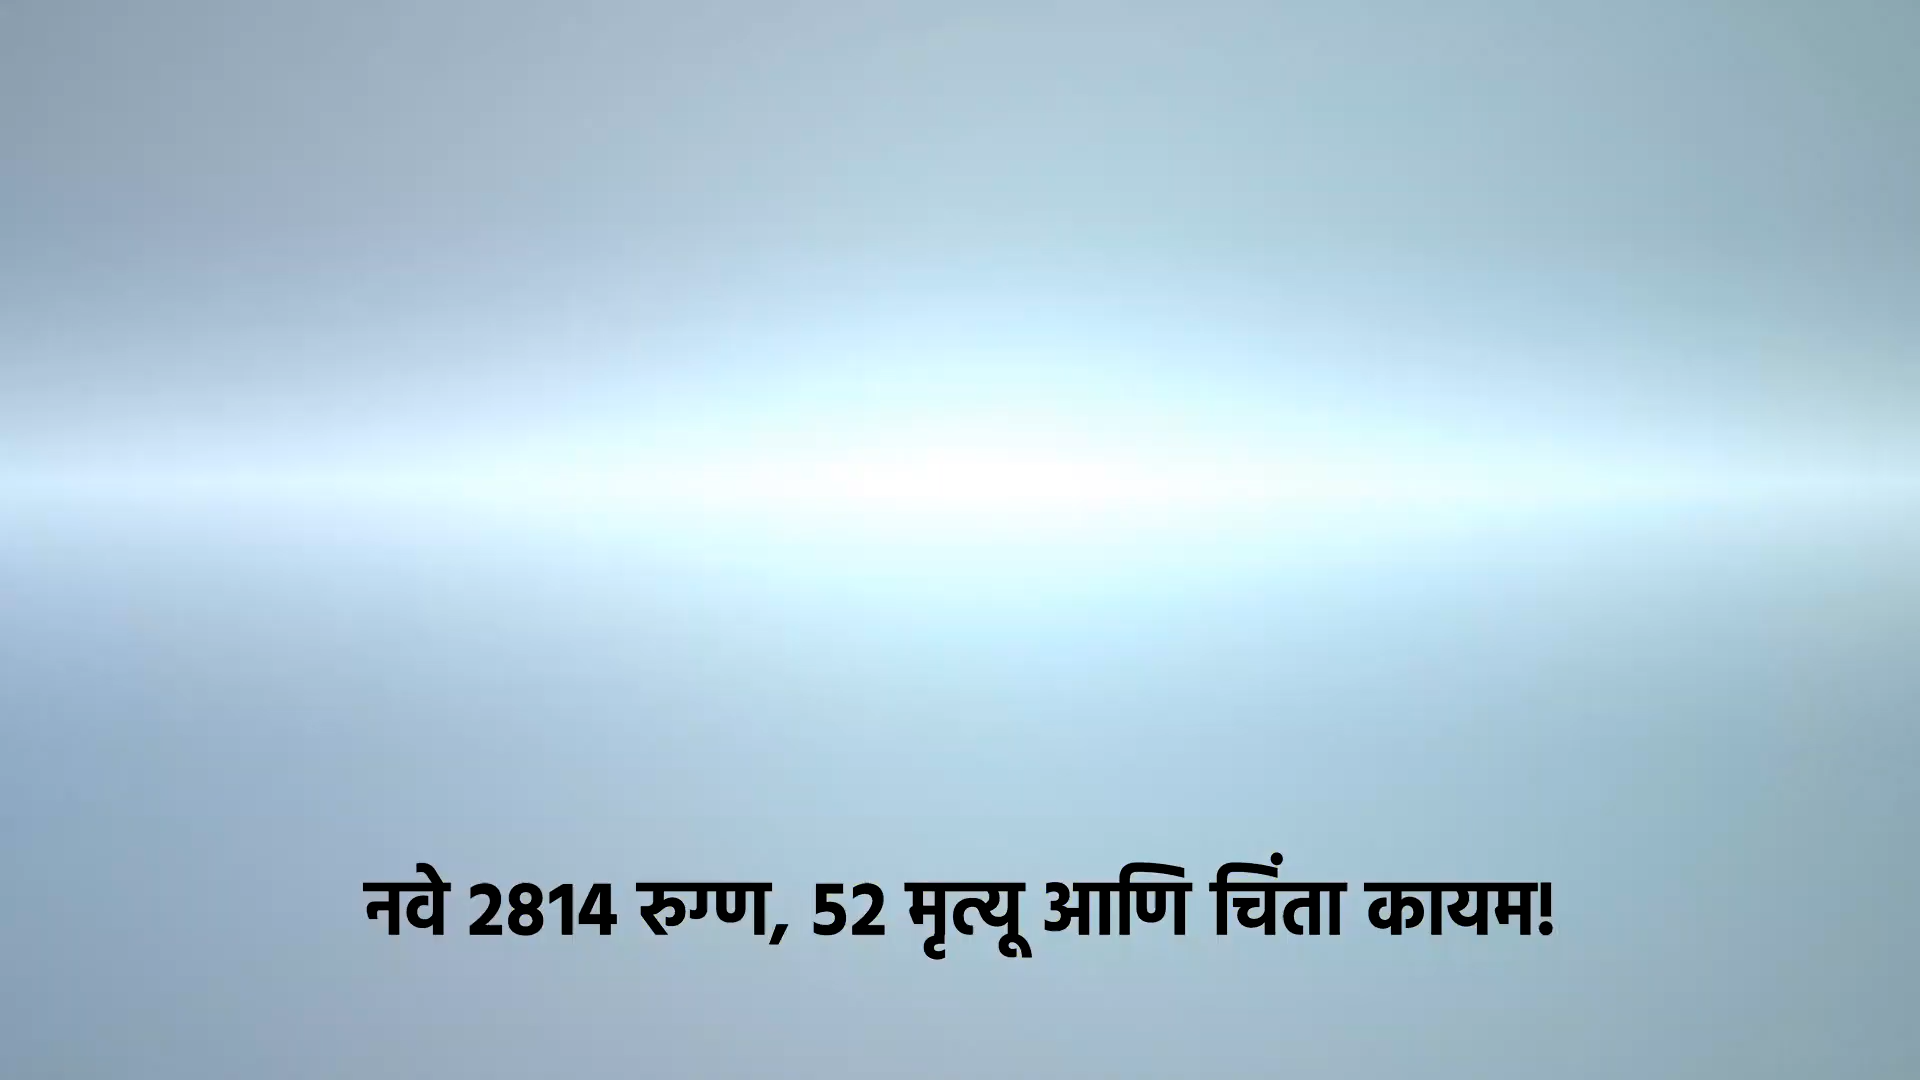 नवे 2814 रुग्ण, 52 मृत्यू आणि चिंता कायम!